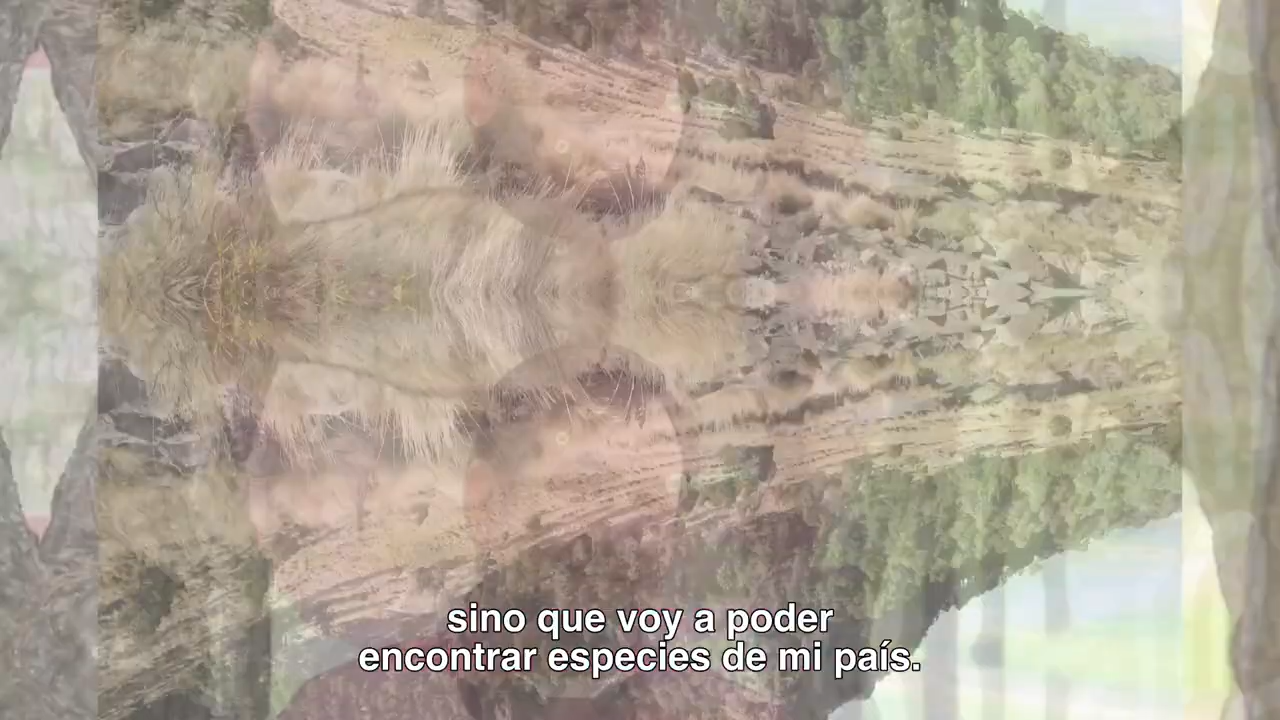 sino que voy a poder
encontrar especies de mi país.